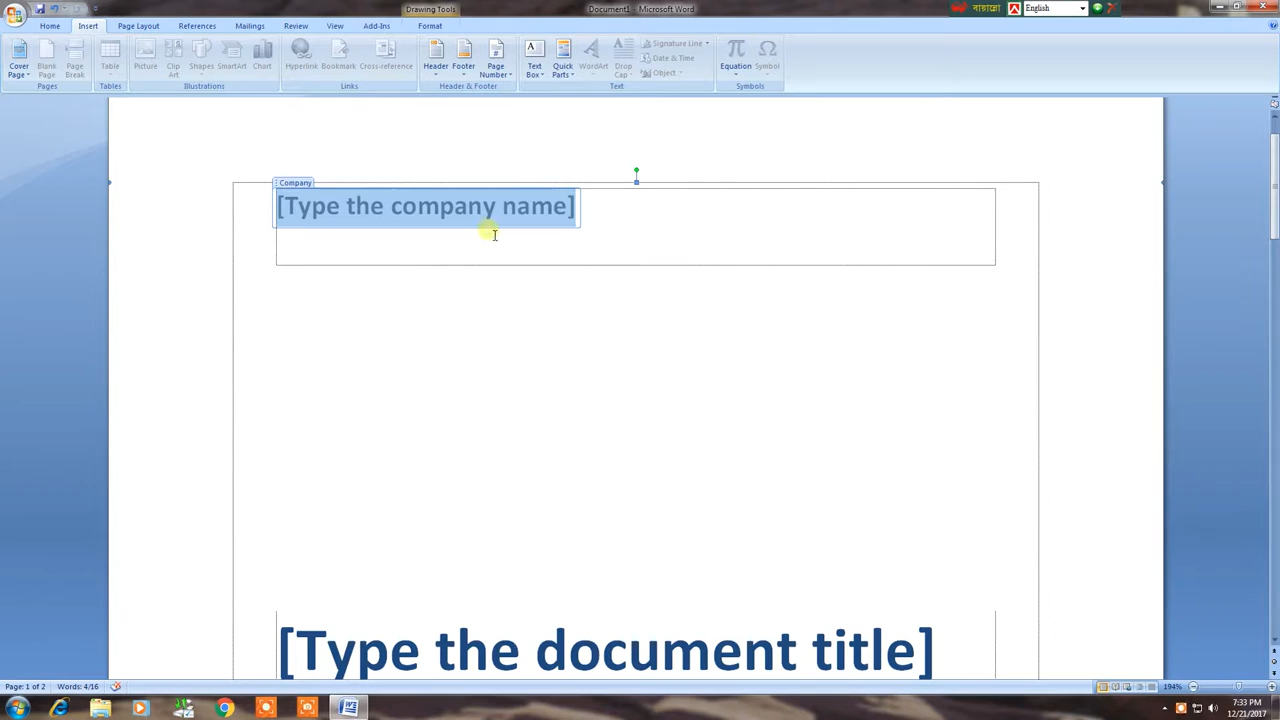 Drawing Tools
Document1 - Microsoft Word
বায়ান্নো
English
Home
Insert
Page Layout
References
Mailings
Review
View
Add-Ins
Format
Cover Page
Blank Page
Page Break
Table
Picture
Clip Art
Shapes
SmartArt
Chart
Hyperlink
Bookmark
Cross-reference
Header
Footer
Page Number
Text Box
Quick Parts
WordArt
Drop Cap
Signature Line
Date & Time
Object
Equation
Symbol
Pages
Tables
Illustrations
Links
Header & Footer
Text
Symbols
Company
[Type the company name]
[Type the document title]
Page: 1 of 2
Words: 4/16
194%
7:33 PM
12/21/2017